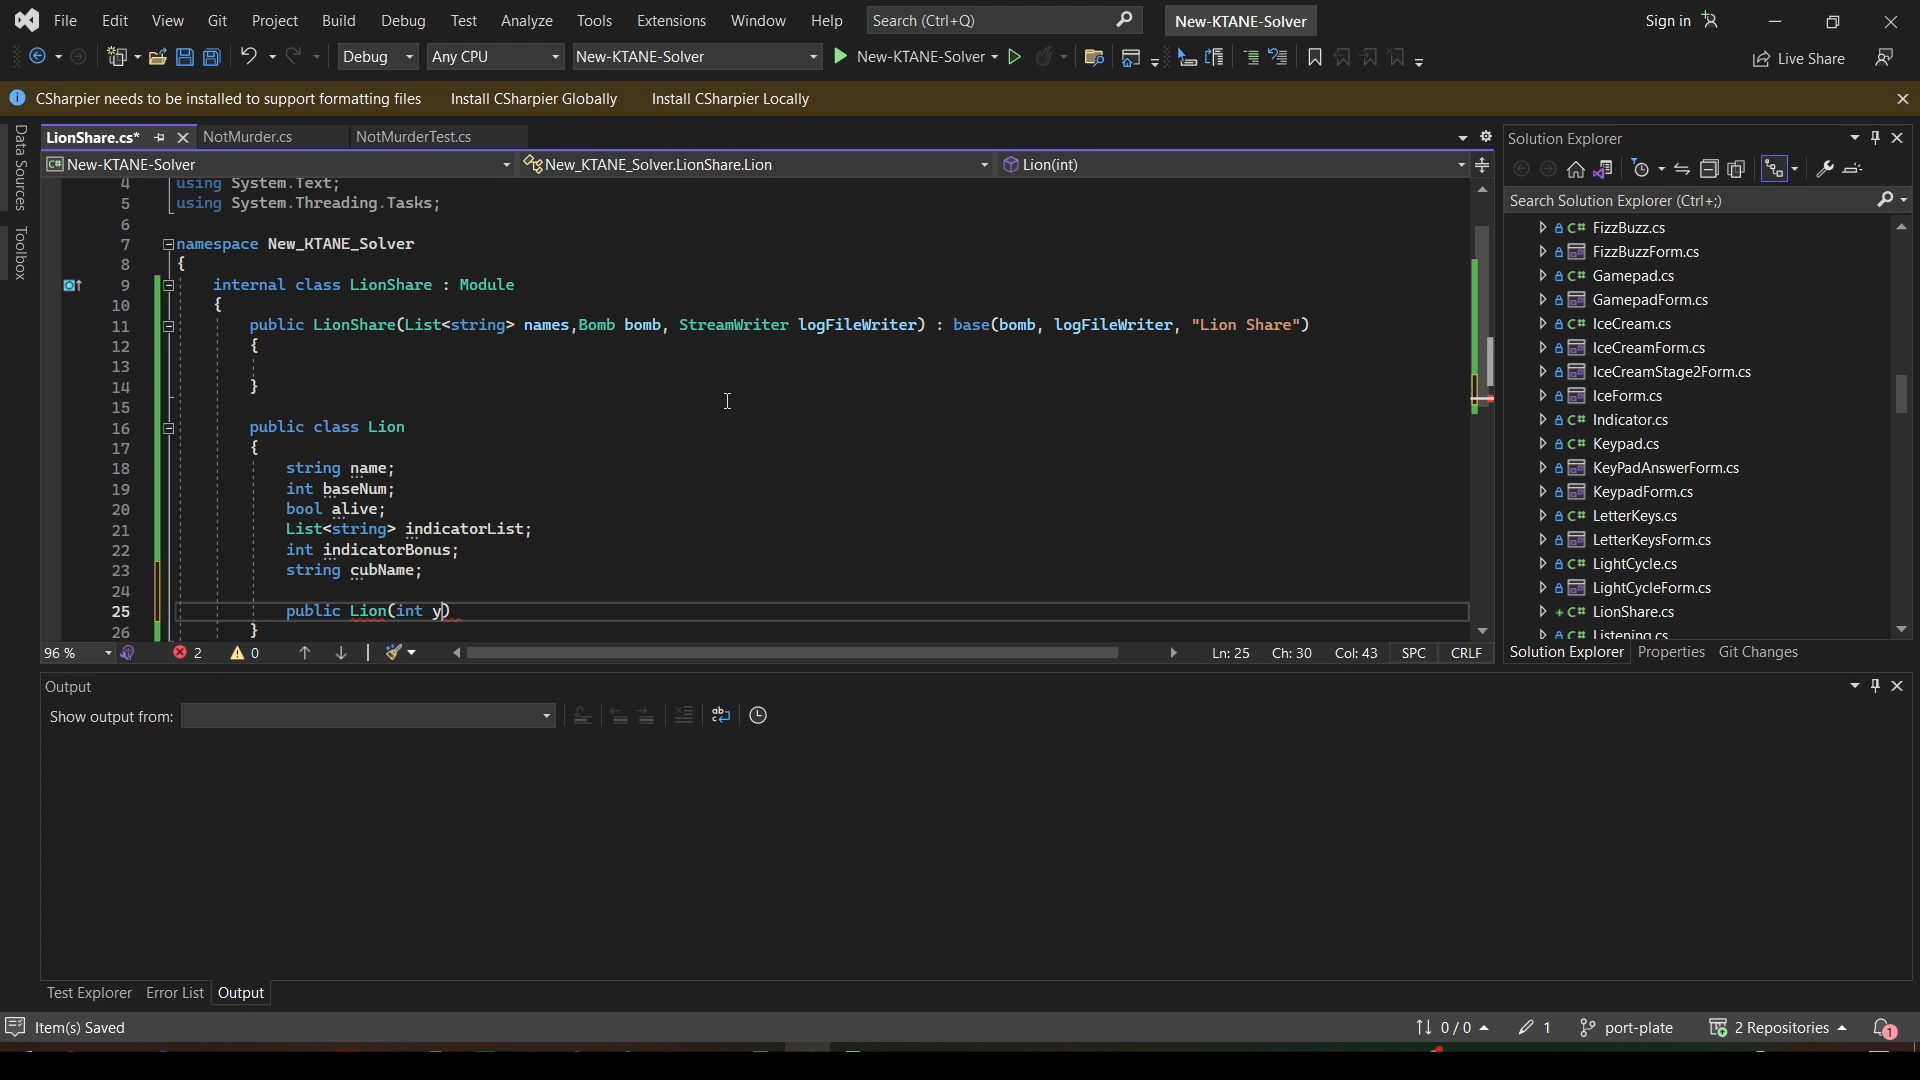 File Edit View Git Project Build Debug Test Analyze Tools Extensions Window Help Search (Ctrl+Q) New-KTANE-Solver Sign in
Debug Any CPU New-KTANE-Solver New-KTANE-Solver Live Share
CSharpier needs to be installed to support formatting files Install CSharpier Globally Install CSharpier Locally
Data Sources
Toolbox
LionShare.cs* NotMurder.cs NotMurderTest.cs
C# New-KTANE-Solver New_KTANE_Solver.LionShare.Lion Lion(int)
4 using System.Text;
5 using System.Threading.Tasks;
6
7 namespace New_KTANE_Solver
8 {
9 internal class LionShare : Module
10 {
11 public LionShare(List<string> names,Bomb bomb, StreamWriter logFileWriter) : base(bomb, logFileWriter, "Lion Share")
12 {
13
14 }
15
16 public class Lion
17 {
18 string name;
19 int baseNum;
20 bool alive;
21 List<string> indicatorList;
22 int indicatorBonus;
23 string cubName;
24
25 public Lion(int y)
26 }
96 % 2 0 Ln: 25 Ch: 30 Col: 43 SPC CRLF
Solution Explorer
Search Solution Explorer (Ctrl+;)
C# FizzBuzz.cs
FizzBuzzForm.cs
C# Gamepad.cs
GamepadForm.cs
C# IceCream.cs
IceCreamForm.cs
IceCreamStage2Form.cs
IceForm.cs
C# Indicator.cs
C# Keypad.cs
KeyPadAnswerForm.cs
KeypadForm.cs
C# LetterKeys.cs
LetterKeysForm.cs
C# LightCycle.cs
LightCycleForm.cs
+ C# LionShare.cs
C# Listening.cs
Solution Explorer Properties Git Changes
Output
Show output from:
Test Explorer Error List Output
Item(s) Saved 0 / 0 1 port-plate 2 Repositories 1